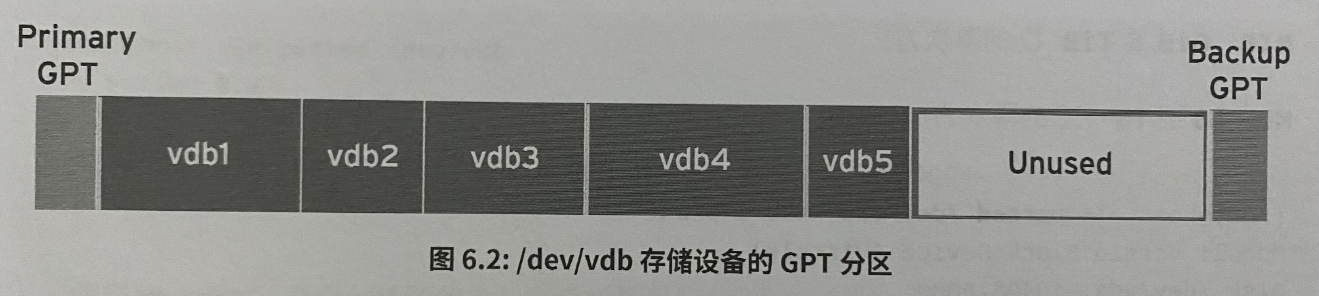 Primary
GPT
Backup
GPT
vdb1 vdb2 vdb3 vdb4 vdb5 Unused
图 6.2: /dev/vdb 存储设备的 GPT 分区